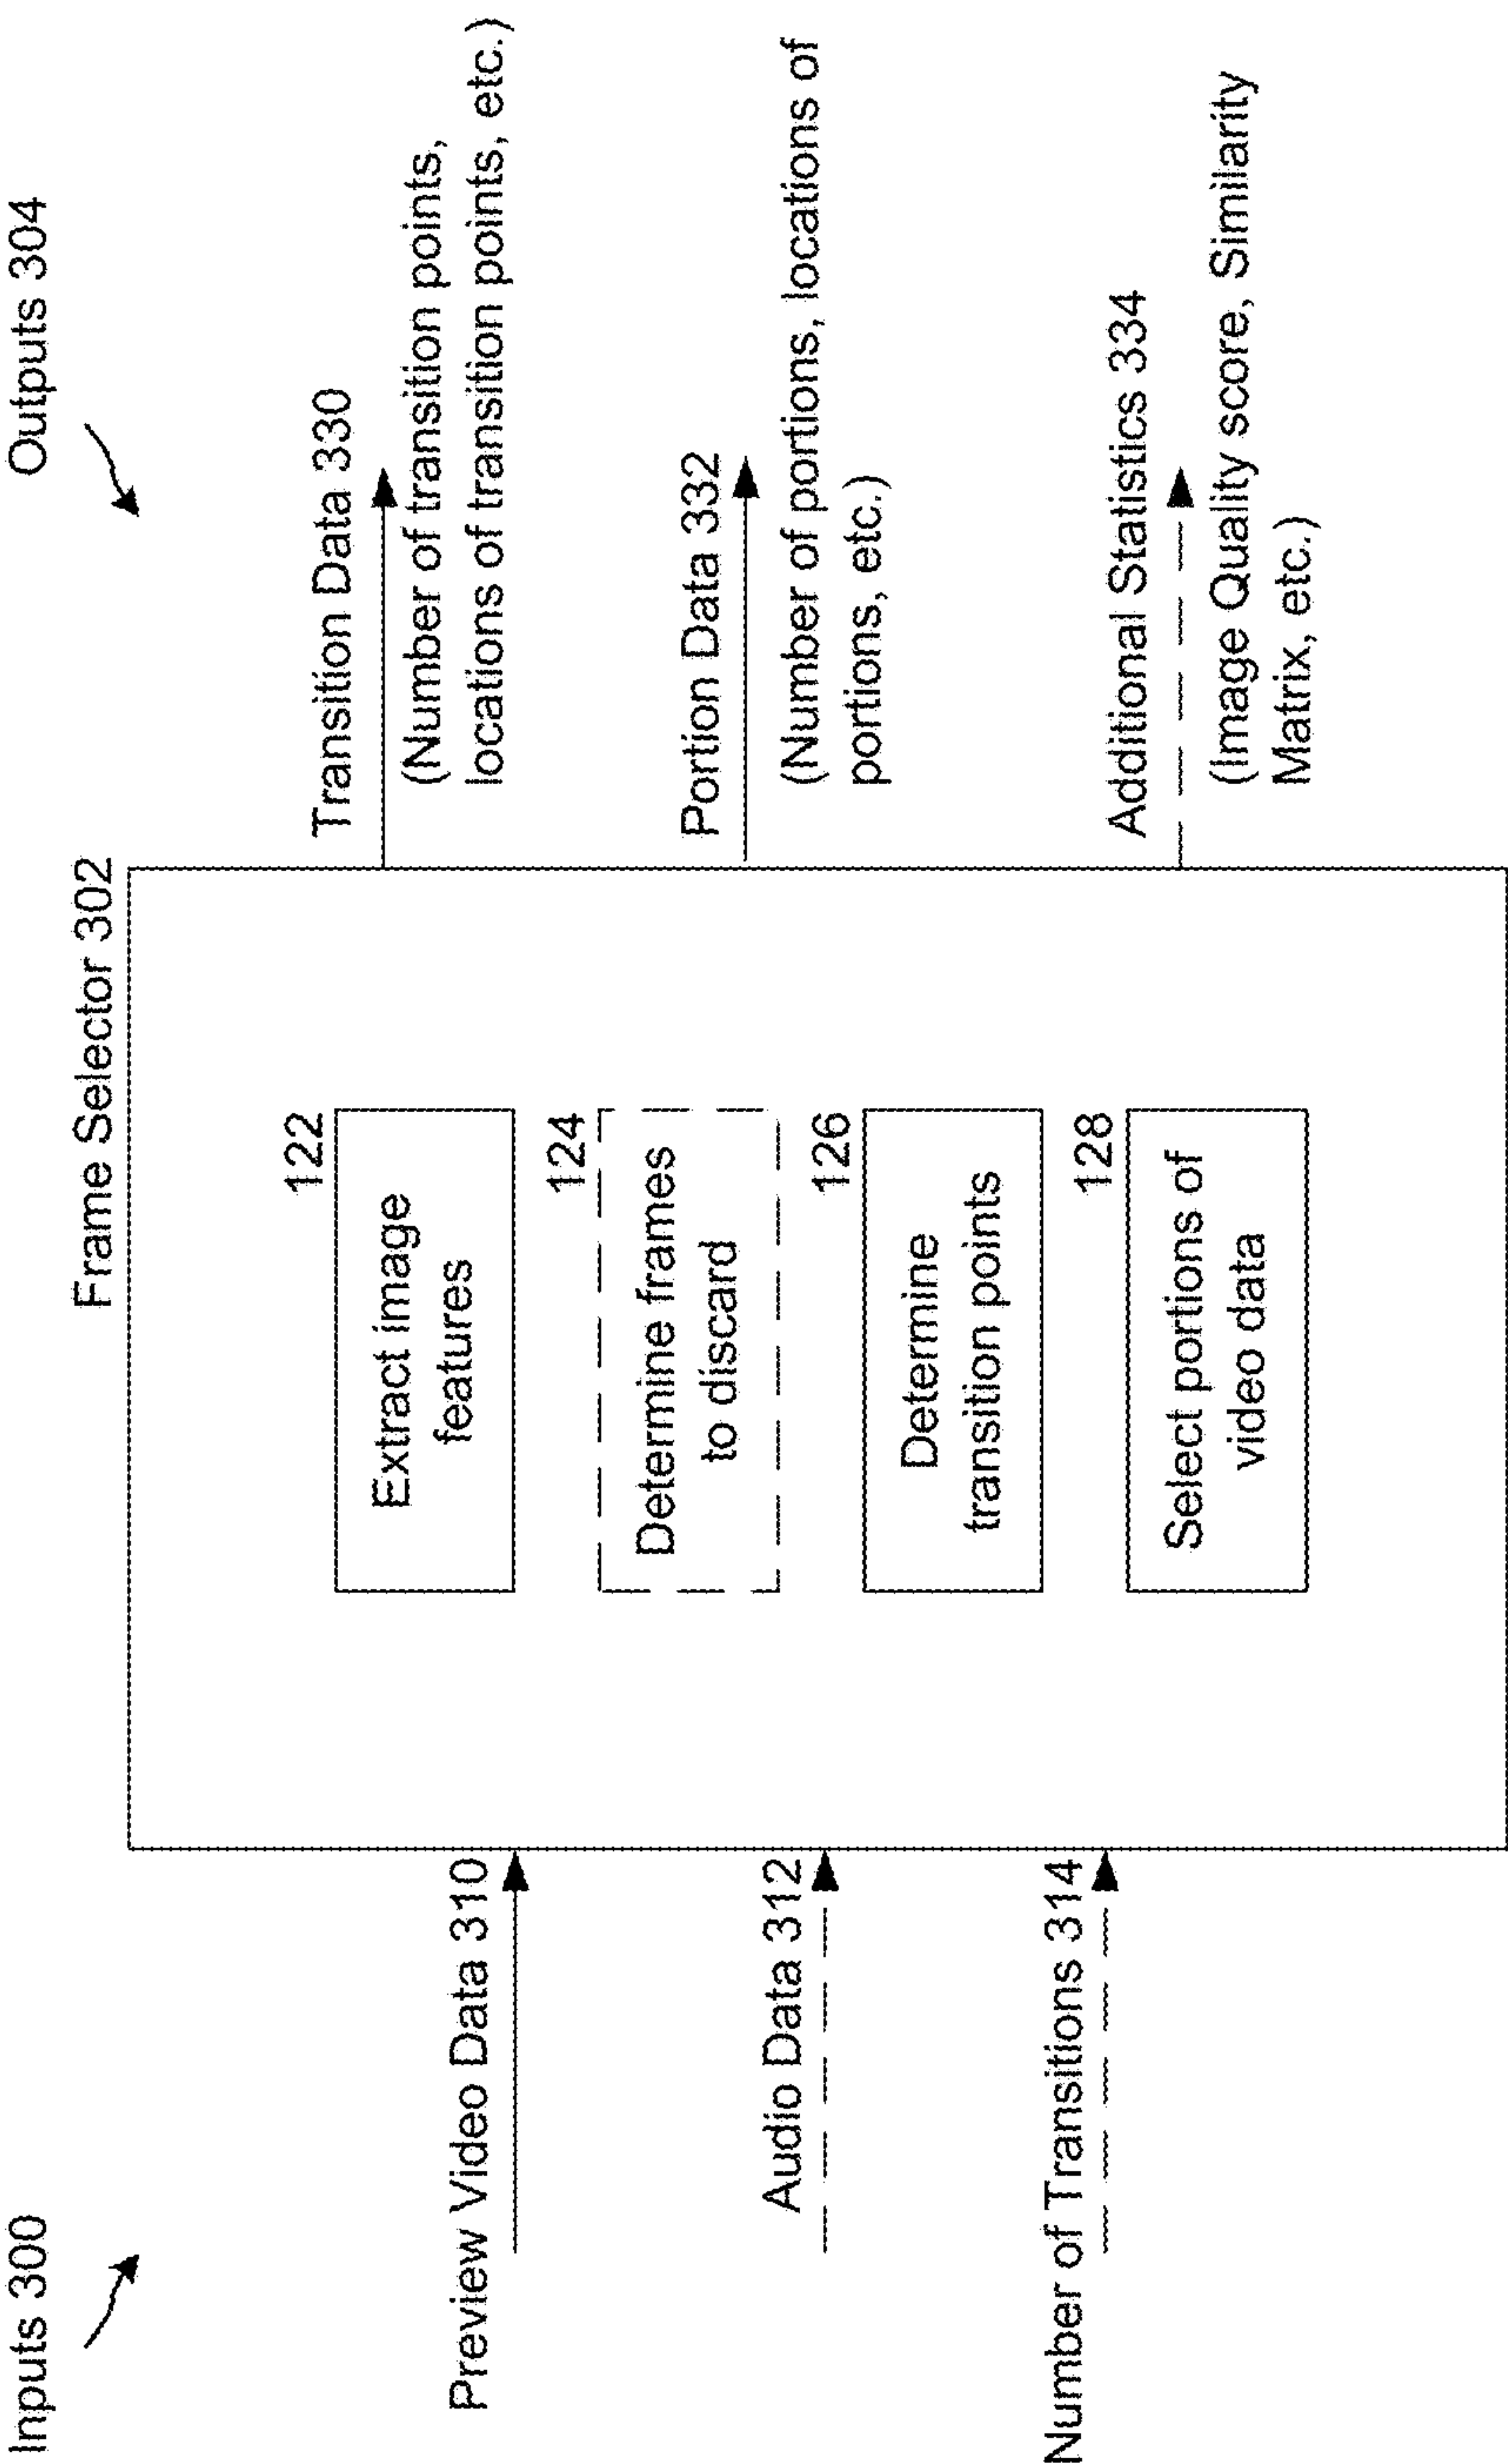 Inputs 300
Outputs 304
Frame Selector 302
Preview Video Data 310
Audio Data 312
Number of Transitions 314
122
Extract image
features
124
Determine frames
to discard
126
Determine
transition points
128
Select portions of
video data
Transition Data 330
(Number of transition points,
locations of transition points, etc.)
Portion Data 332
(Number of portions, locations of
portions, etc.)
Additional Statistics 334
(Image Quality score, Similarity
Matrix, etc.)